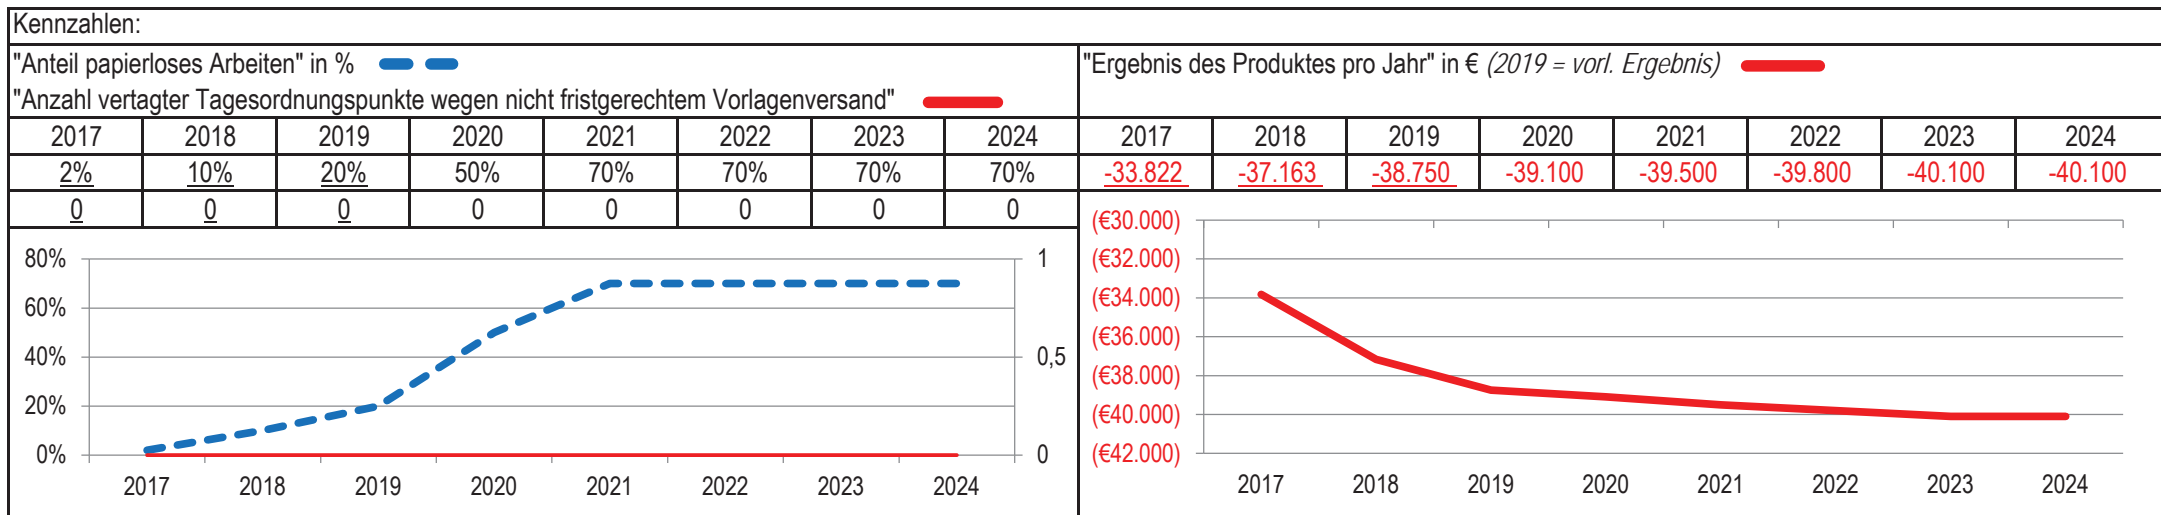 Kennzahlen:
"Anteil papierloses Arbeiten" in %
"Anzahl vertagter Tagesordnungspunkte wegen nicht fristgerechtem Vorlagenversand"
2017 2018 2019 2020 2021 2022 2023 2024
2% 10% 20% 50% 70% 70% 70% 70%
0 0 0 0 0 0 0 0
80%
60%
40%
20%
0%
1
0,5
0
2017 2018 2019 2020 2021 2022 2023 2024
"Ergebnis des Produktes pro Jahr" in € (2019 = vorl. Ergebnis)
2017 2018 2019 2020 2021 2022 2023 2024
-33.822 -37.163 -38.750 -39.100 -39.500 -39.800 -40.100 -40.100
(€30.000)
(€32.000)
(€34.000)
(€36.000)
(€38.000)
(€40.000)
(€42.000)
2017 2018 2019 2020 2021 2022 2023 2024